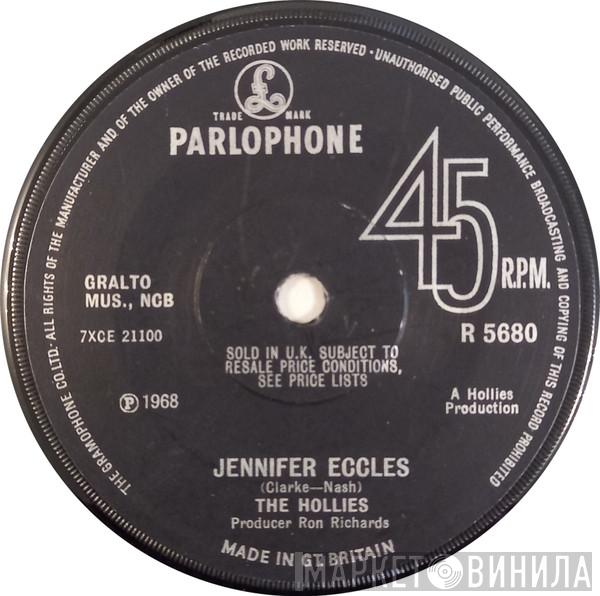 THE GRAMOPHONE CO. LTD. ALL RIGHTS OF THE MANUFACTURER AND OF THE OWNER OF THE RECORDED WORK RESERVED · UNAUTHORISED PUBLIC PERFORMANCE BROADCASTING AND COPYING OF THIS RECORD PROHIBITED
£
TRADE MARK
PARLOPHONE
45 R.P.M.
GRALTO
MUS., NCB
7XCE 21100
R 5680
SOLD IN U.K. SUBJECT TO
RESALE PRICE CONDITIONS,
SEE PRICE LISTS
Ⓟ 1968
A Hollies
Production
JENNIFER ECCLES
(Clarke—Nash)
THE HOLLIES
Producer Ron Richards
MADE IN GT. BRITAIN
МАРКЕТОВИНИЛА